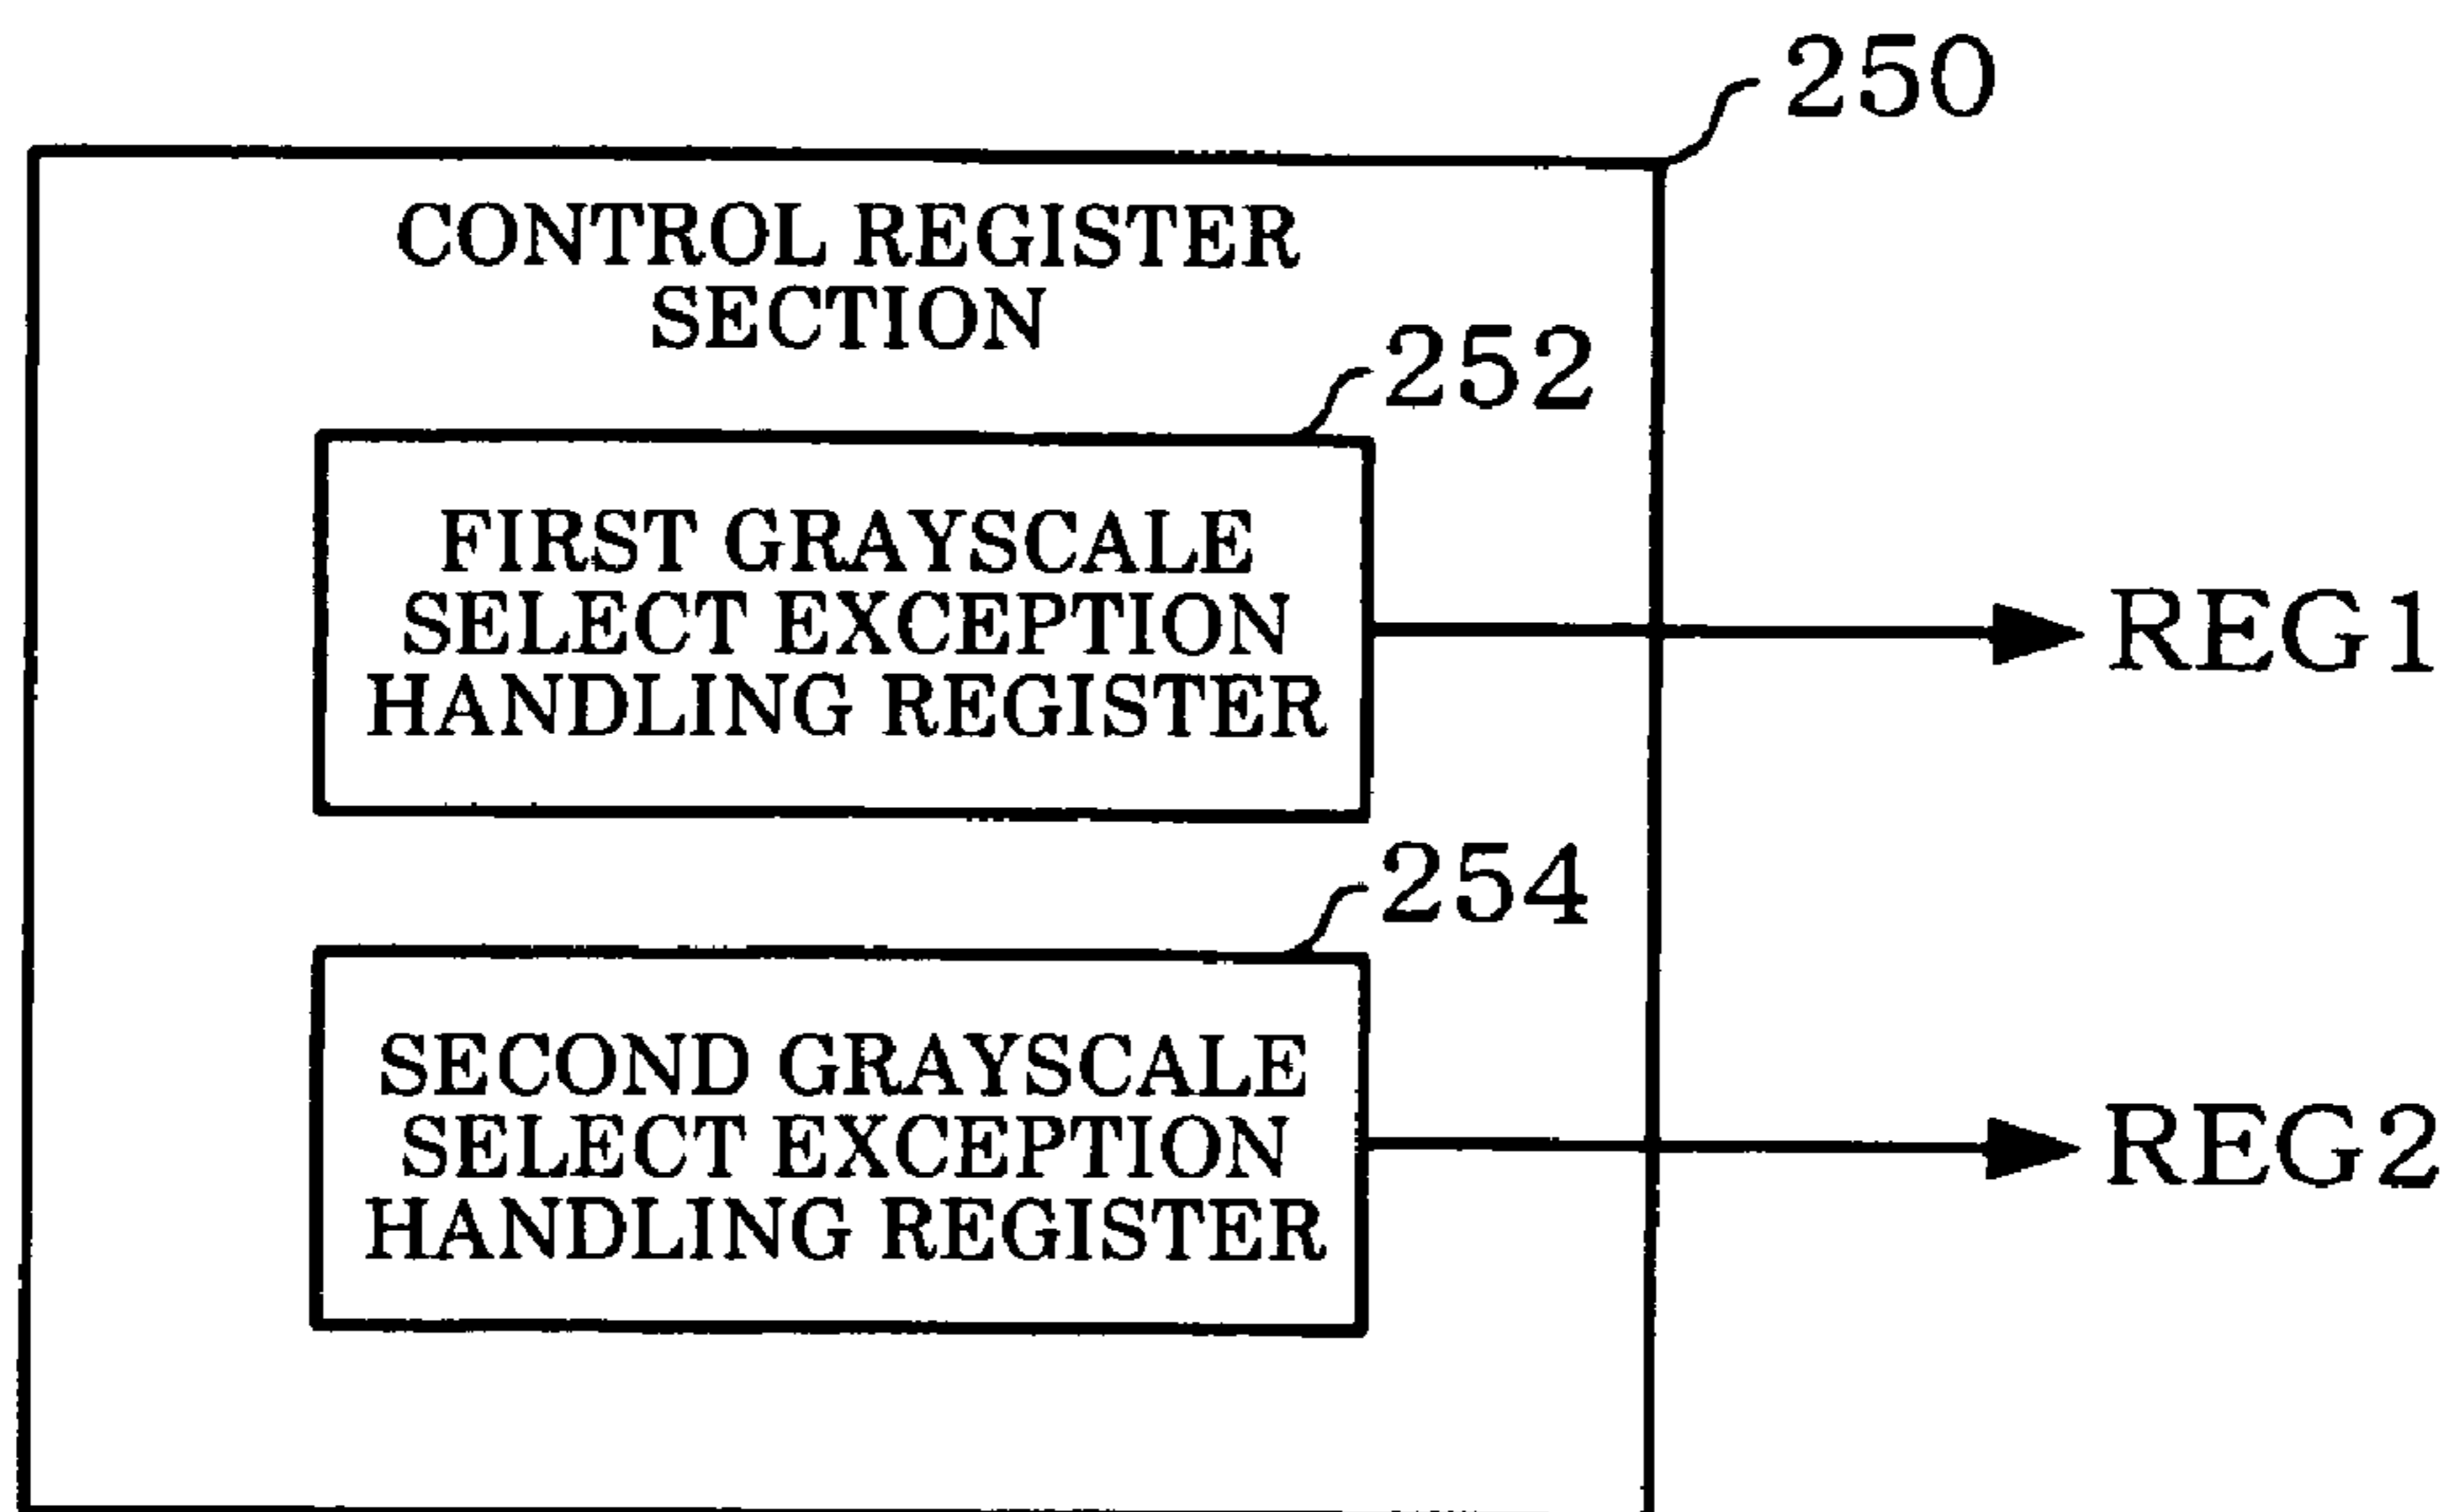 250
CONTROL REGISTER
SECTION
252
FIRST GRAYSCALE
SELECT EXCEPTION
HANDLING REGISTER
REG1
254
SECOND GRAYSCALE
SELECT EXCEPTION
HANDLING REGISTER
REG2